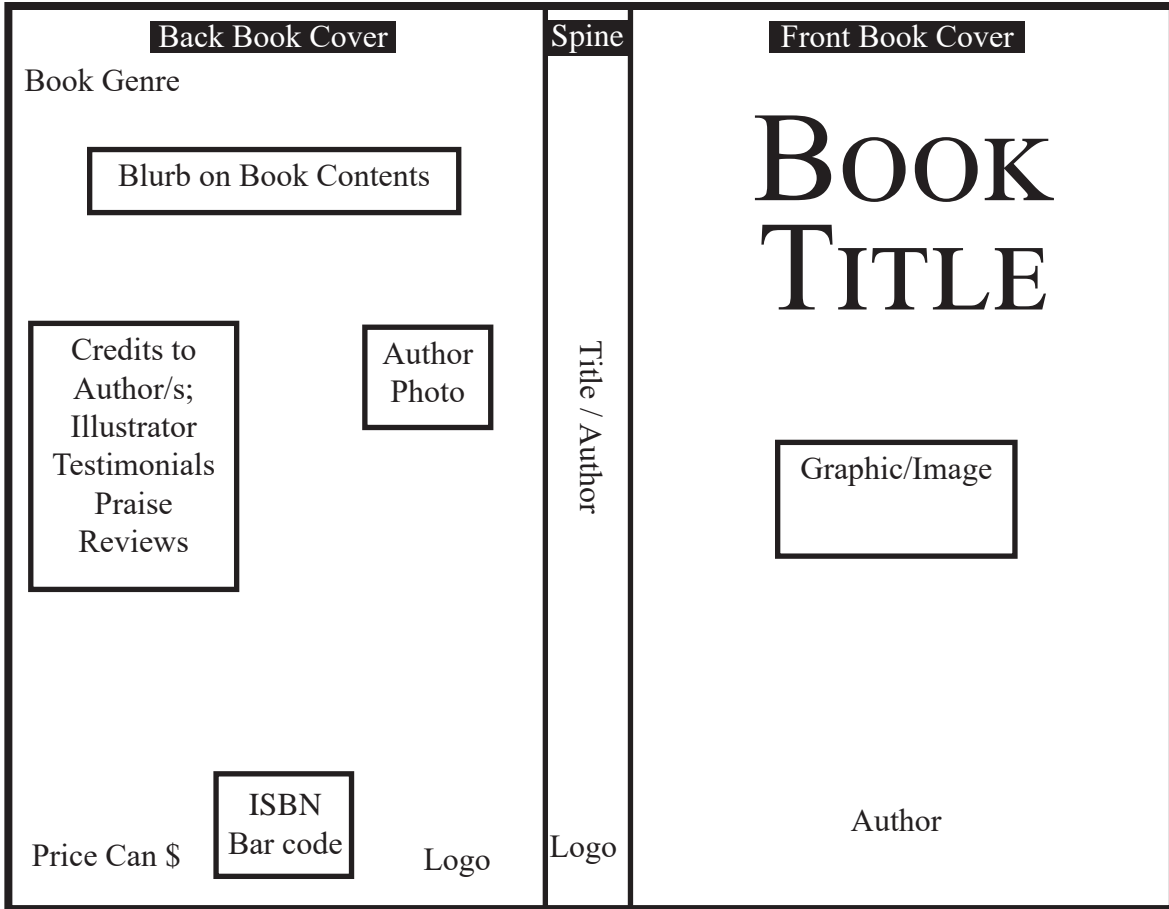 Back Book Cover
Book Genre
Blurb on Book Contents
Credits to
Author/s;
Illustrator
Testimonials
Praise
Reviews
Author
Photo
ISBN
Bar code
Price Can $
Logo
Spine
Title / Author
Logo
Front Book Cover
BOOK
TITLE
Graphic/Image
Author